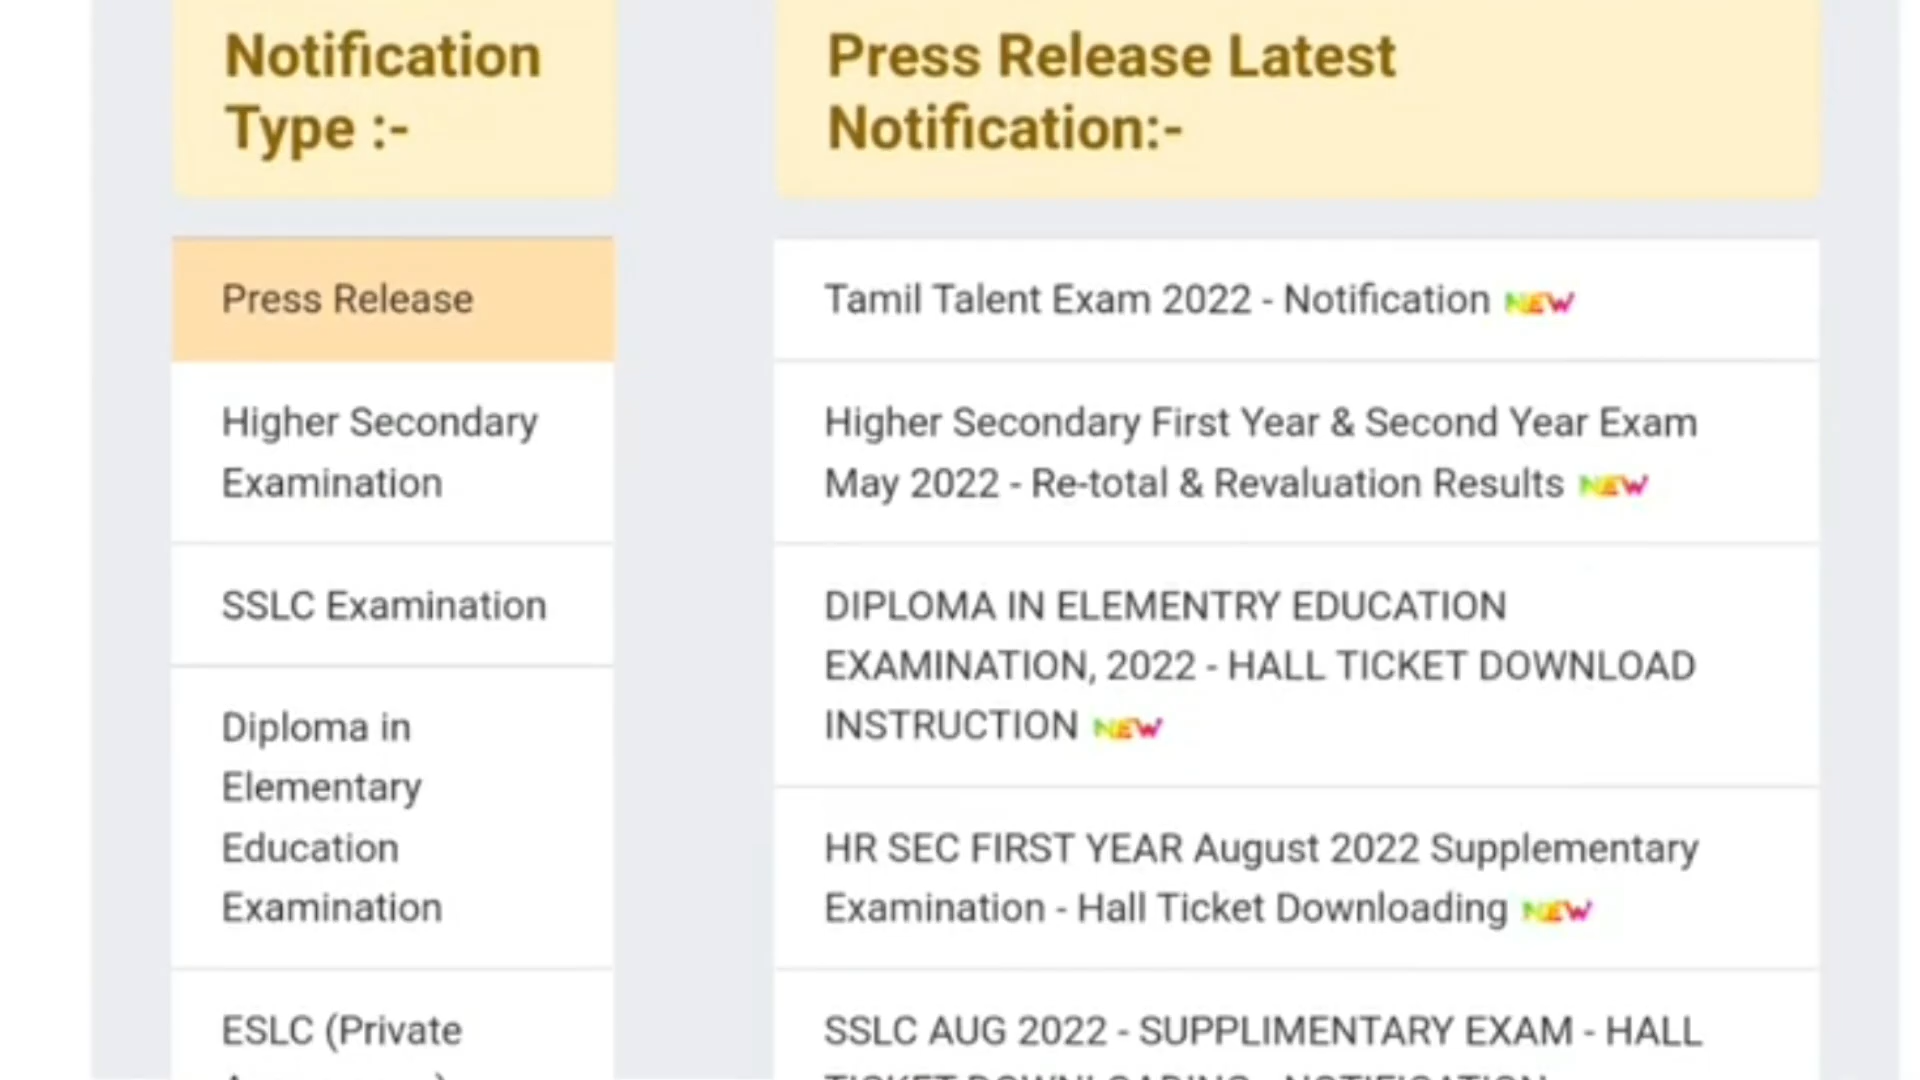 Notification
Type :-
Press Release
Higher Secondary
Examination
SSLC Examination
Diploma in
Elementary
Education
Examination
ESLC (Private
Press Release Latest
Notification:-
Tamil Talent Exam 2022 - Notification NEW
Higher Secondary First Year & Second Year Exam
May 2022 - Re-total & Revaluation Results NEW
DIPLOMA IN ELEMENTRY EDUCATION
EXAMINATION, 2022 - HALL TICKET DOWNLOAD
INSTRUCTION NEW
HR SEC FIRST YEAR August 2022 Supplementary
Examination - Hall Ticket Downloading NEW
SSLC AUG 2022 - SUPPLIMENTARY EXAM - HALL
TICKET DOWNLOADING - NOTIFICATION